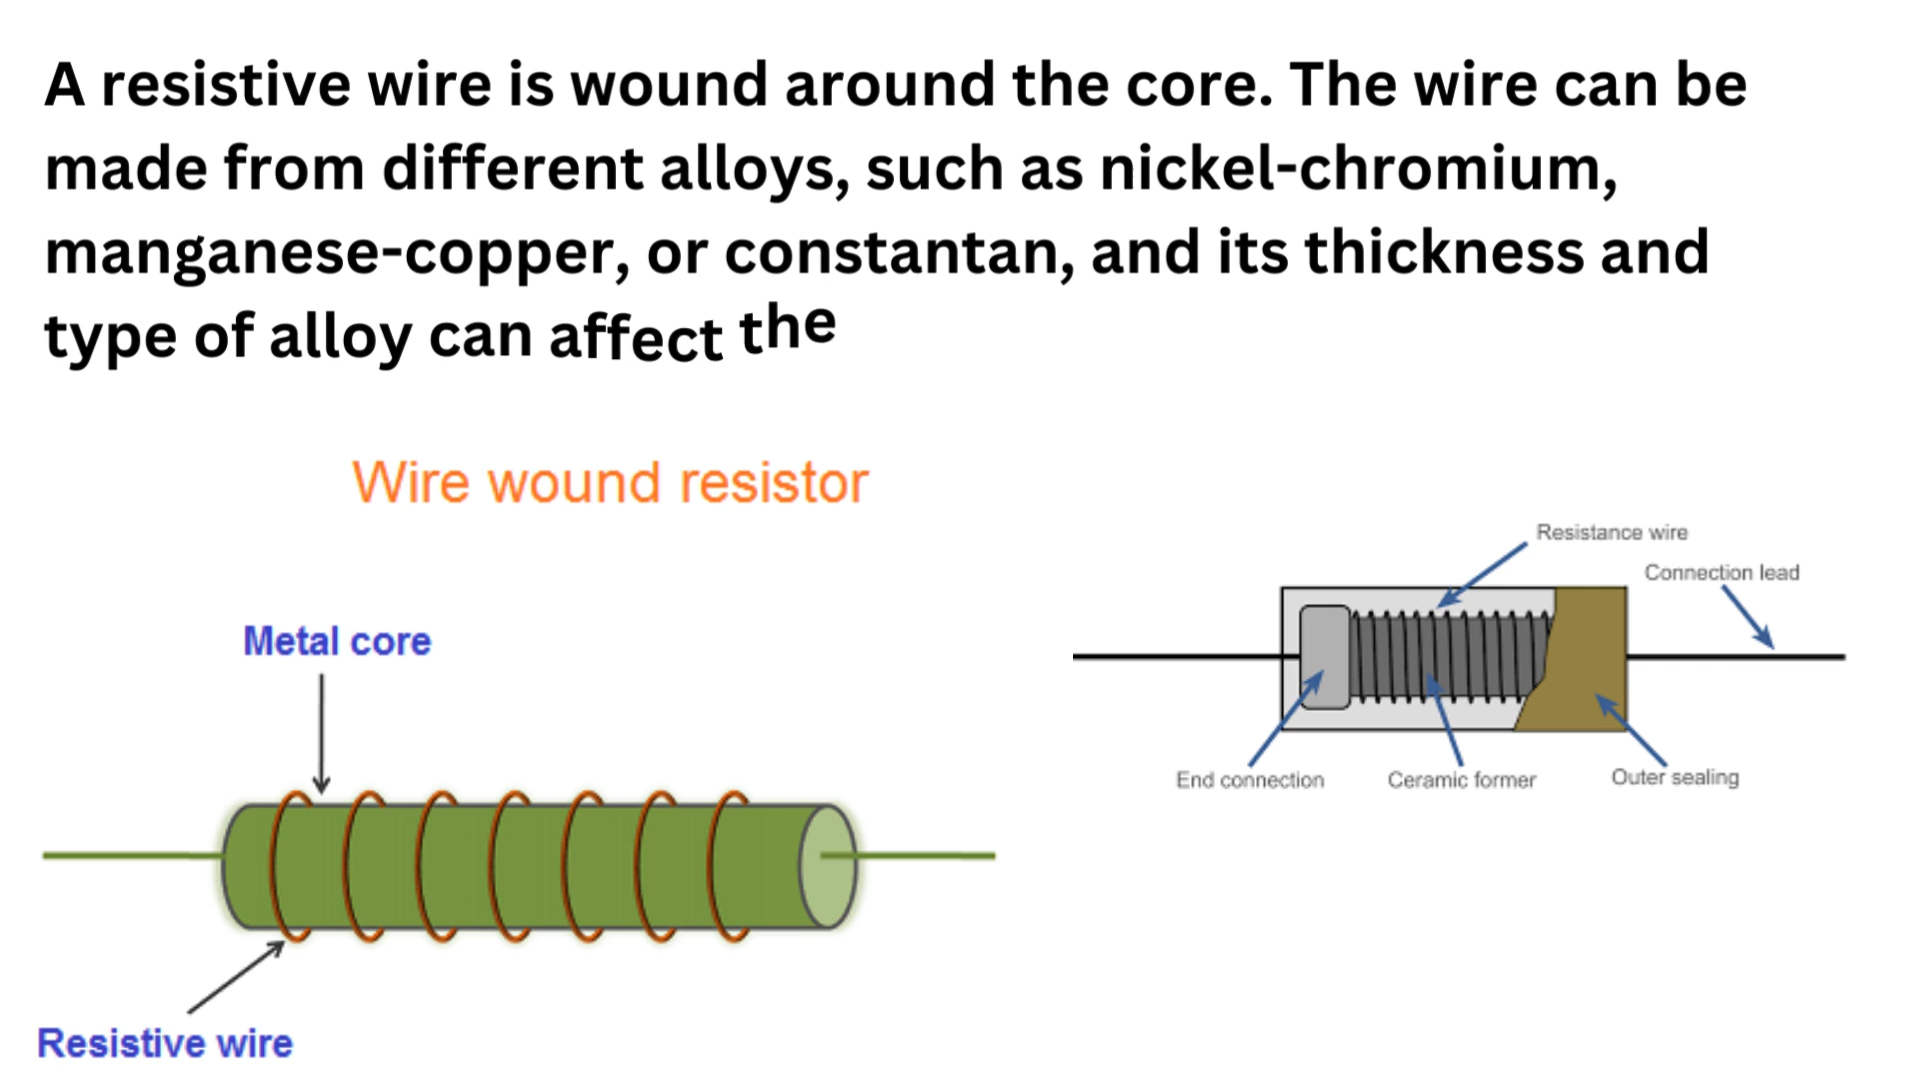 A resistive wire is wound around the core. The wire can be
made from different alloys, such as nickel-chromium,
manganese-copper, or constantan, and its thickness and
type of alloy can affect the
Wire wound resistor
Metal core
Resistive wire
Resistance wire
Connection lead
End connection
Ceramic former
Outer sealing